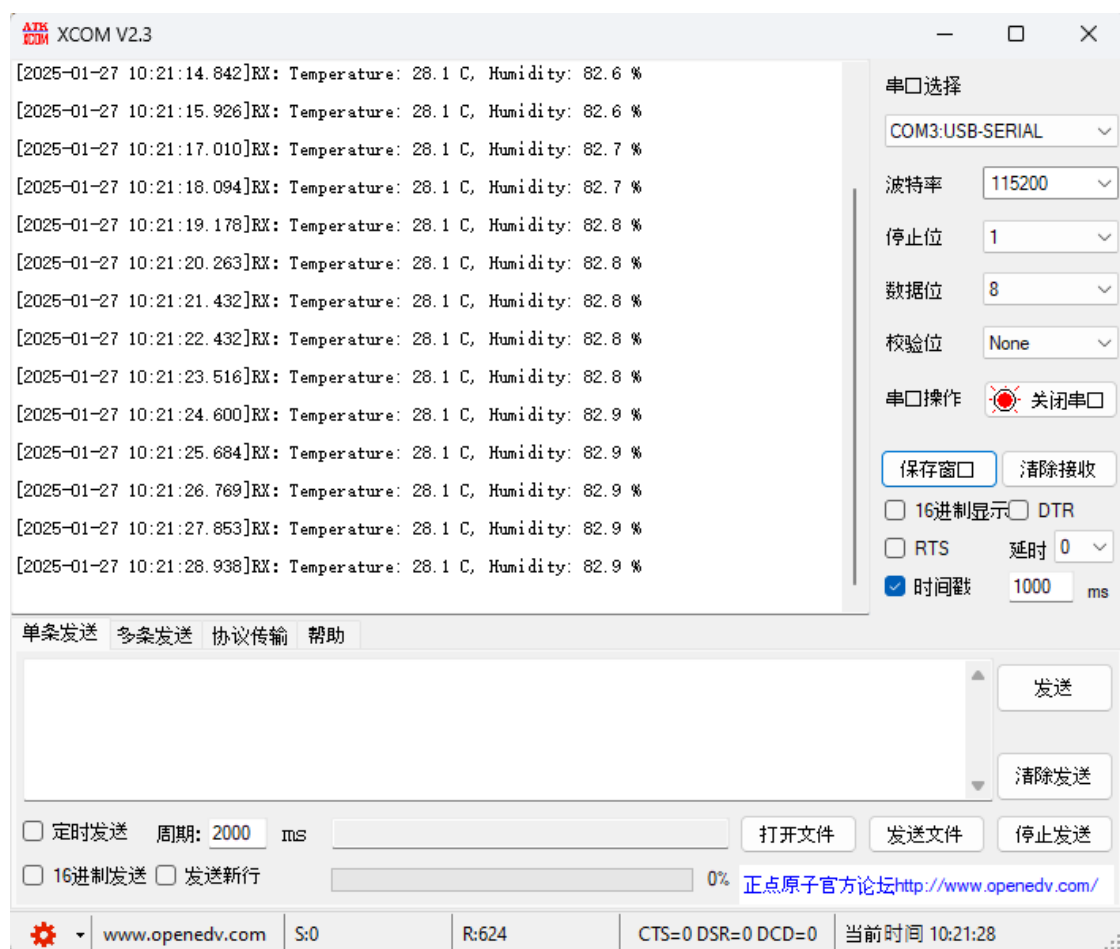 ATK XCOM XCOM V2.3
[2025-01-27 10:21:14.842]RX: Temperature: 28.1 C, Humidity: 82.6 %
[2025-01-27 10:21:15.926]RX: Temperature: 28.1 C, Humidity: 82.6 %
[2025-01-27 10:21:17.010]RX: Temperature: 28.1 C, Humidity: 82.7 %
[2025-01-27 10:21:18.094]RX: Temperature: 28.1 C, Humidity: 82.7 %
[2025-01-27 10:21:19.178]RX: Temperature: 28.1 C, Humidity: 82.8 %
[2025-01-27 10:21:20.263]RX: Temperature: 28.1 C, Humidity: 82.8 %
[2025-01-27 10:21:21.432]RX: Temperature: 28.1 C, Humidity: 82.8 %
[2025-01-27 10:21:22.432]RX: Temperature: 28.1 C, Humidity: 82.8 %
[2025-01-27 10:21:23.516]RX: Temperature: 28.1 C, Humidity: 82.8 %
[2025-01-27 10:21:24.600]RX: Temperature: 28.1 C, Humidity: 82.9 %
[2025-01-27 10:21:25.684]RX: Temperature: 28.1 C, Humidity: 82.9 %
[2025-01-27 10:21:26.769]RX: Temperature: 28.1 C, Humidity: 82.9 %
[2025-01-27 10:21:27.853]RX: Temperature: 28.1 C, Humidity: 82.9 %
[2025-01-27 10:21:28.938]RX: Temperature: 28.1 C, Humidity: 82.9 %
串口选择
COM3:USB-SERIAL
波特率 115200
停止位 1
数据位 8
校验位 None
串口操作 关闭串口
保存窗口 清除接收
16进制显示 DTR
RTS 延时 0
时间戳 1000 ms
单条发送 多条发送 协议传输 帮助
发送
清除发送
定时发送 周期: 2000 ms 打开文件 发送文件 停止发送
16进制发送 发送新行 0% 正点原子官方论坛http://www.openedv.com/
www.openedv.com S:0 R:624 CTS=0 DSR=0 DCD=0 当前时间 10:21:28